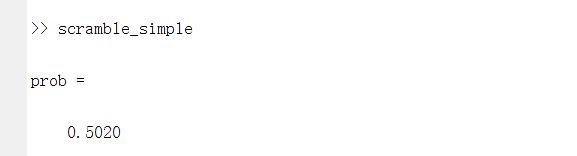 >> scramble_simple
prob =
0.5020